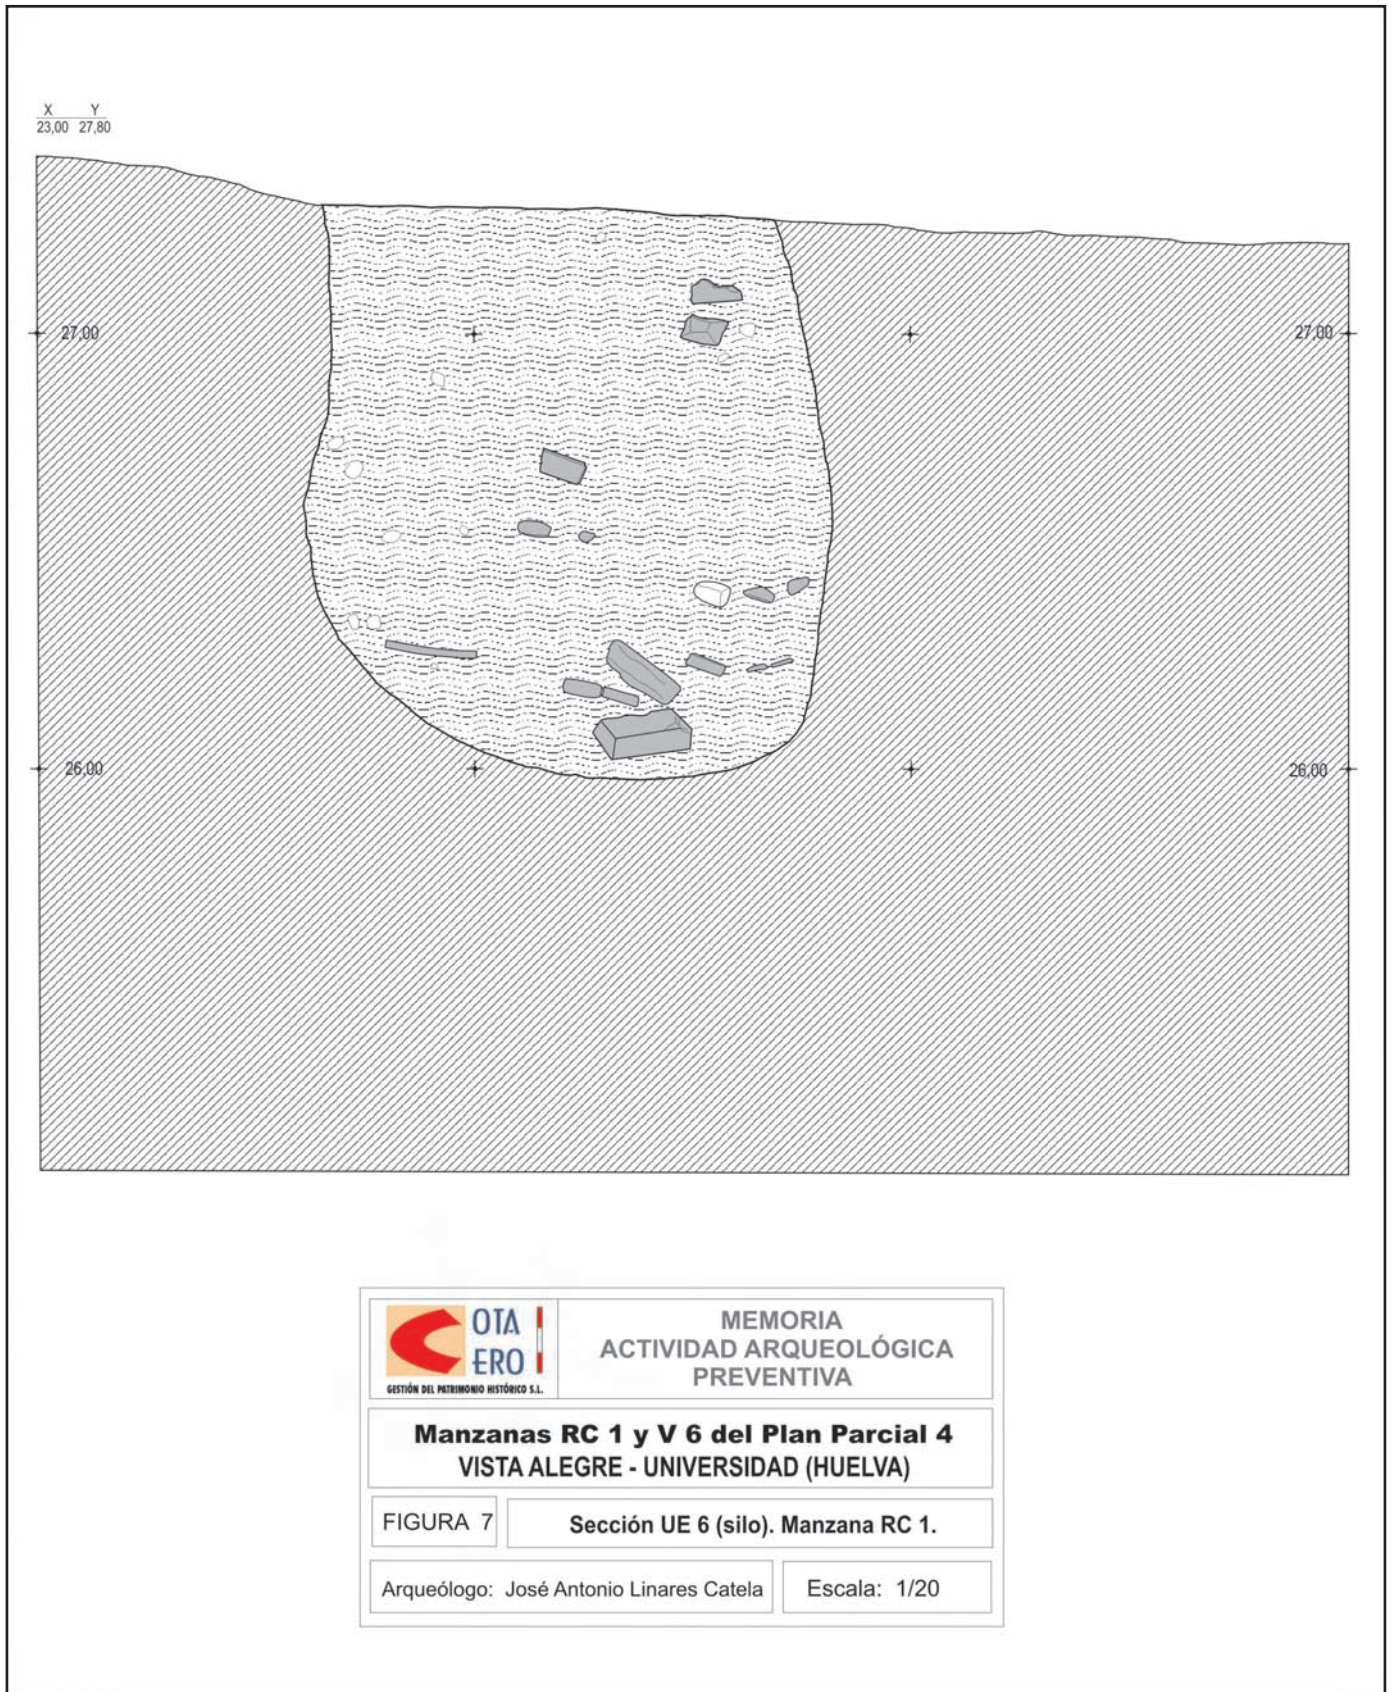 X Y
23,00 27,80
27,00 27,00
26,00 26,00
OTA
ERO
GESTIÓN DEL PATRIMONIO HISTÓRICO S.L.
MEMORIA
ACTIVIDAD ARQUEOLÓGICA
PREVENTIVA
Manzanas RC 1 y V 6 del Plan Parcial 4
VISTA ALEGRE - UNIVERSIDAD (HUELVA)
FIGURA 7
Sección UE 6 (silo). Manzana RC 1.
Arqueólogo: José Antonio Linares Catela
Escala: 1/20